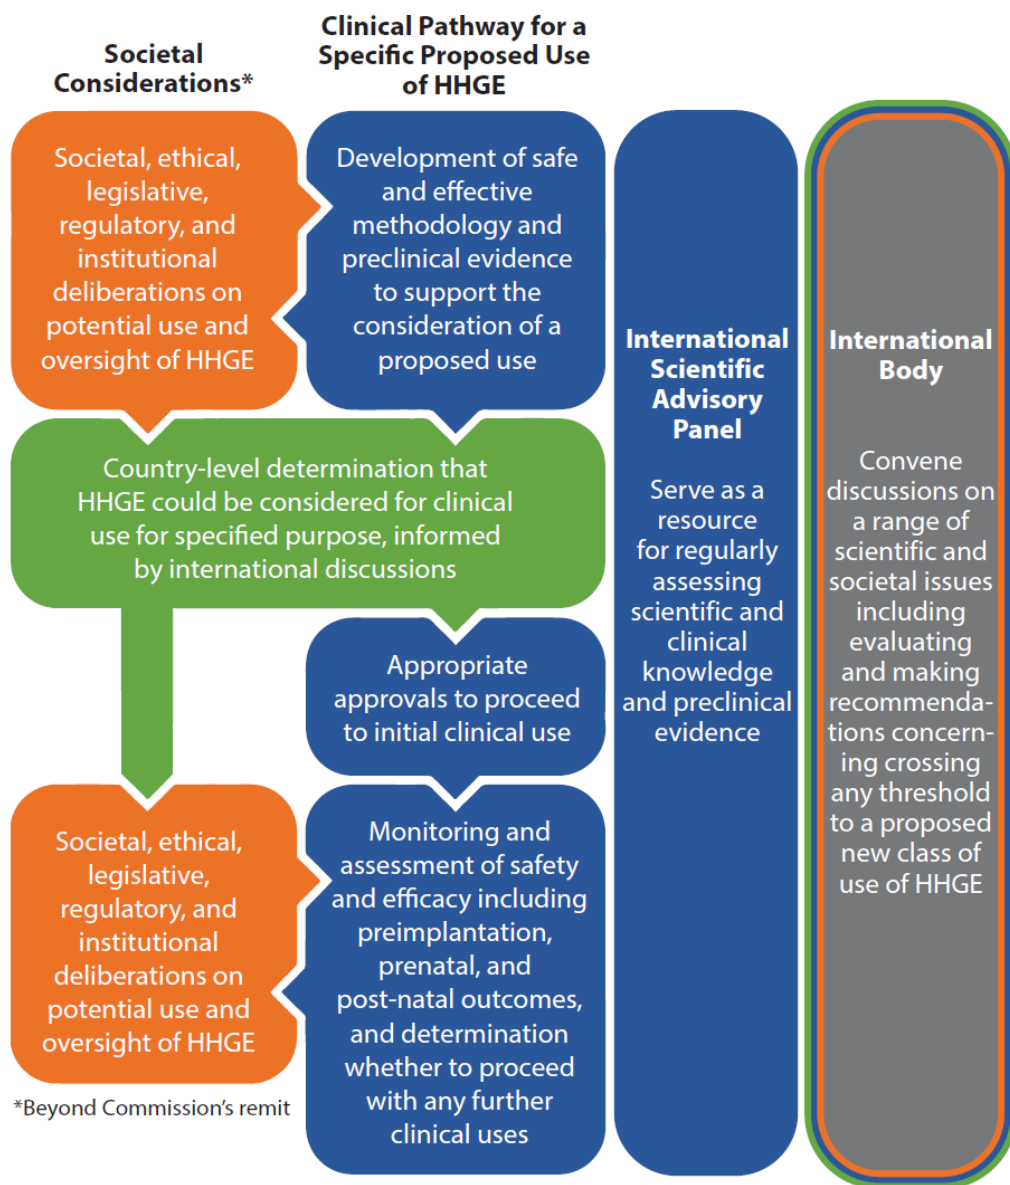 Societal
Considerations*
Clinical Pathway for a
Specific Proposed Use
of HHGE
Societal, ethical,
legislative,
regulatory, and
institutional
deliberations on
potential use and
oversight of HHGE
Development of safe
and effective
methodology and
preclinical evidence
to support the
consideration of a
proposed use
Country-level determination that
HHGE could be considered for clinical
use for specified purpose, informed
by international discussions
Appropriate
approvals to proceed
to initial clinical use
Societal, ethical,
legislative,
regulatory, and
institutional
deliberations on
potential use and
oversight of HHGE
Monitoring and
assessment of safety
and efficacy including
preimplantation,
prenatal, and
post-natal outcomes,
and determination
whether to proceed
with any further
clinical uses
*Beyond Commission's remit
International
Scientific
Advisory
Panel
Serve as a
resource
for regularly
assessing
scientific and
clinical
knowledge
and preclinical
evidence
International
Body
Convene
discussions on
a range of
scientific and
societal issues
including
evaluating
and making
recommenda-
tions concern-
ing crossing
any threshold
to a proposed
new class of
use of HHGE